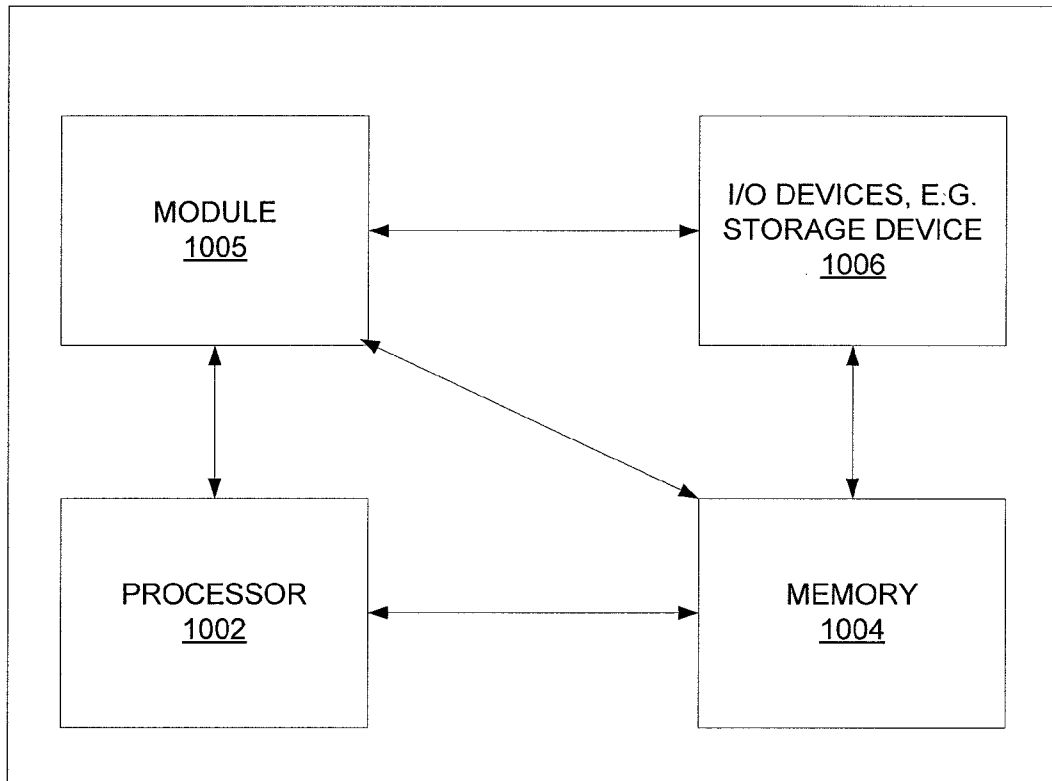 MODULE
1005
I/O DEVICES, E.G.
STORAGE DEVICE
1006
PROCESSOR
1002
MEMORY
1004